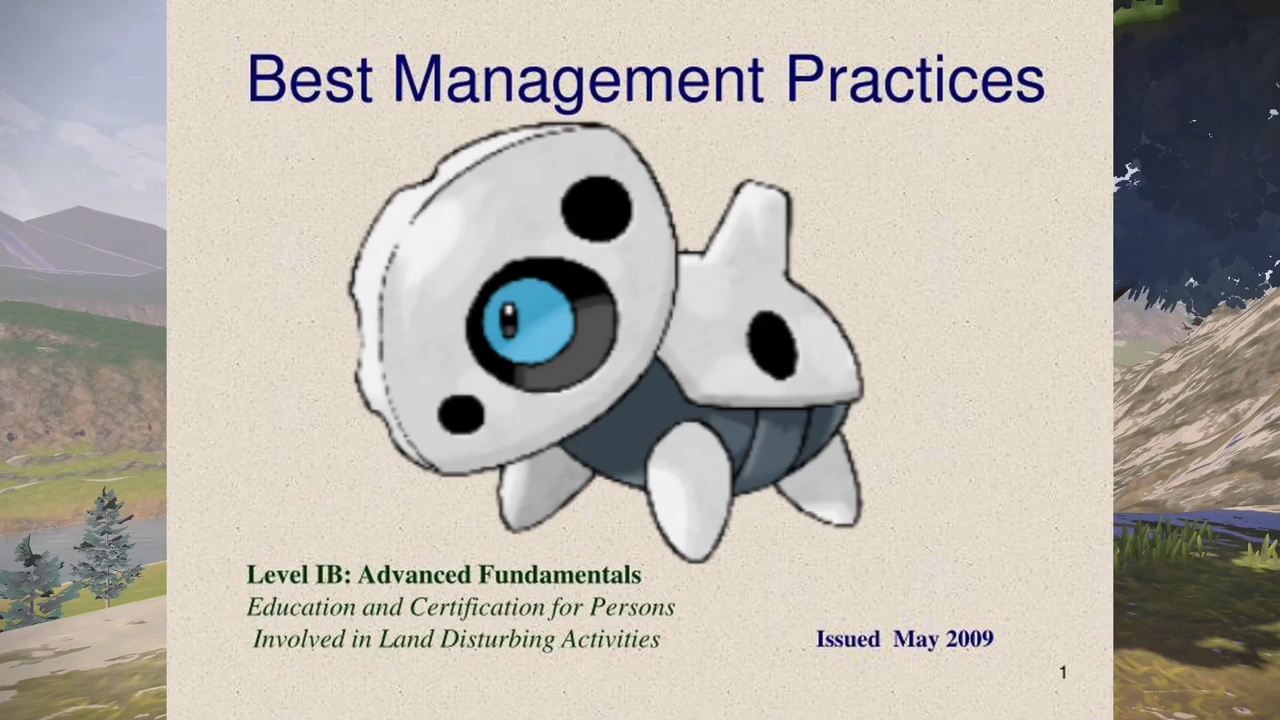 Best Management Practices
Level IB: Advanced Fundamentals
Education and Certification for Persons
Involved in Land Disturbing Activities
Issued May 2009
1